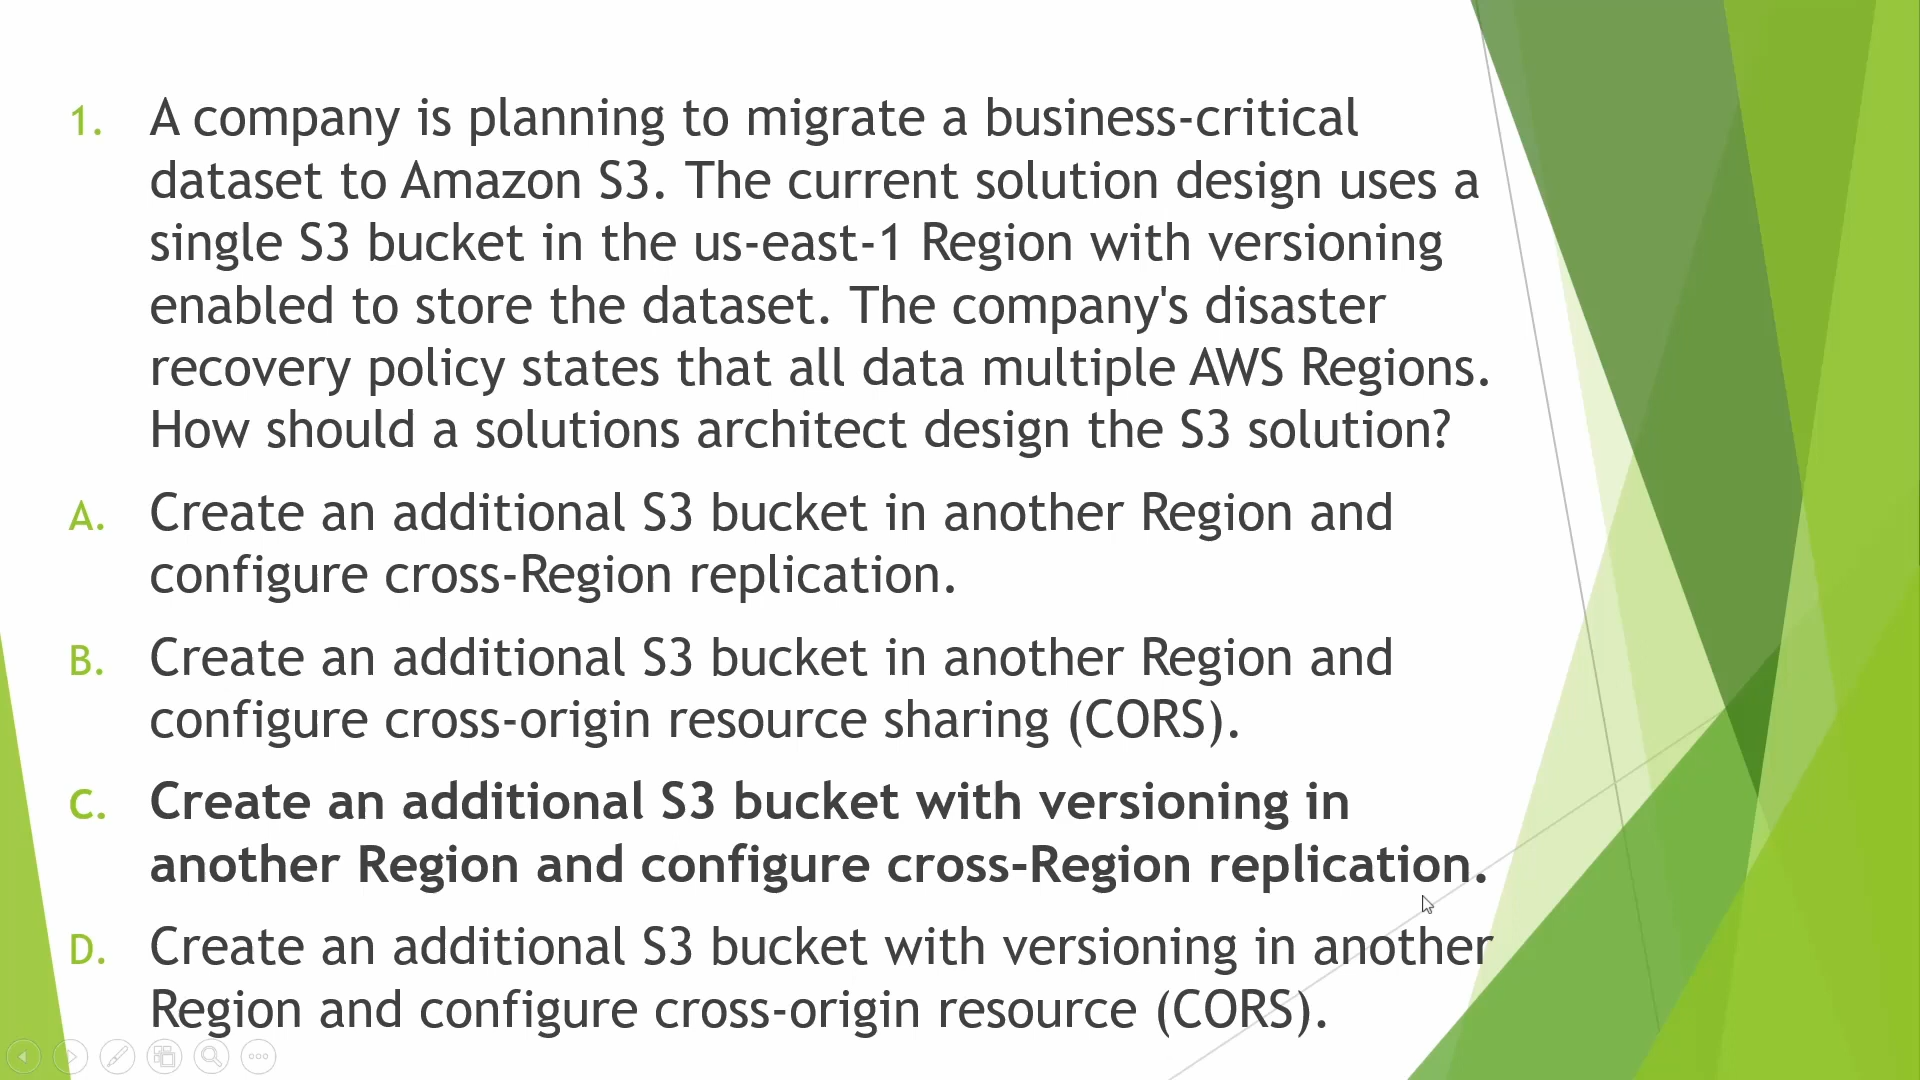 1. A company is planning to migrate a business-critical
dataset to Amazon S3. The current solution design uses a
single S3 bucket in the us-east-1 Region with versioning
enabled to store the dataset. The company's disaster
recovery policy states that all data multiple AWS Regions.
How should a solutions architect design the S3 solution?
A. Create an additional S3 bucket in another Region and
configure cross-Region replication.
B. Create an additional S3 bucket in another Region and
configure cross-origin resource sharing (CORS).
C. Create an additional S3 bucket with versioning in
another Region and configure cross-Region replication.
D. Create an additional S3 bucket with versioning in another
Region and configure cross-origin resource (CORS).